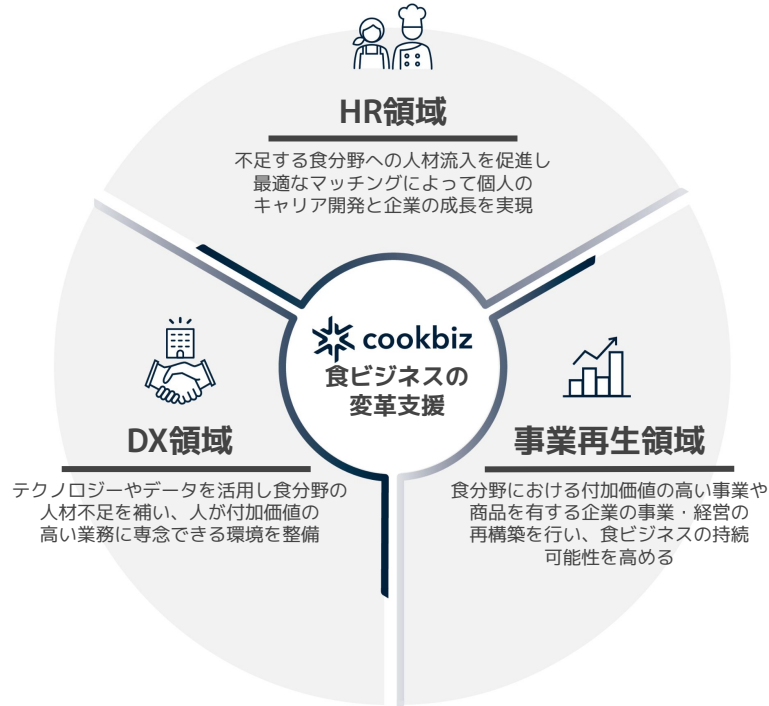 HR領域
不足する食分野への人材流入を促進し
最適なマッチングによって個人の
キャリア開発と企業の成長を実現
cookbiz
食ビジネスの
変革支援
DX領域
テクノロジーやデータを活用し食分野の
人材不足を補い、人が付加価値の
高い業務に専念できる環境を整備
事業再生領域
食分野における付加価値の高い事業や
商品を有する企業の事業・経営の
再構築を行い、食ビジネスの持続
可能性を高める